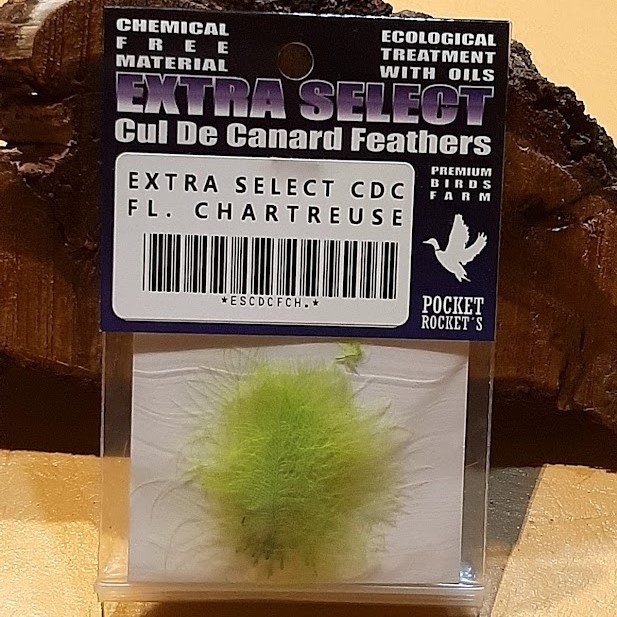 CHEMICAL
FREE
MATERIAL
ECOLOGICAL
TREATMENT
WITH OILS
EXTRA SELECT
Cul De Canard Feathers
EXTRA SELECT CDC
FL. CHARTREUSE
*ESCDCFCH.*
PREMIUM
BIRDS
FARM
POCKET
ROCKET´S